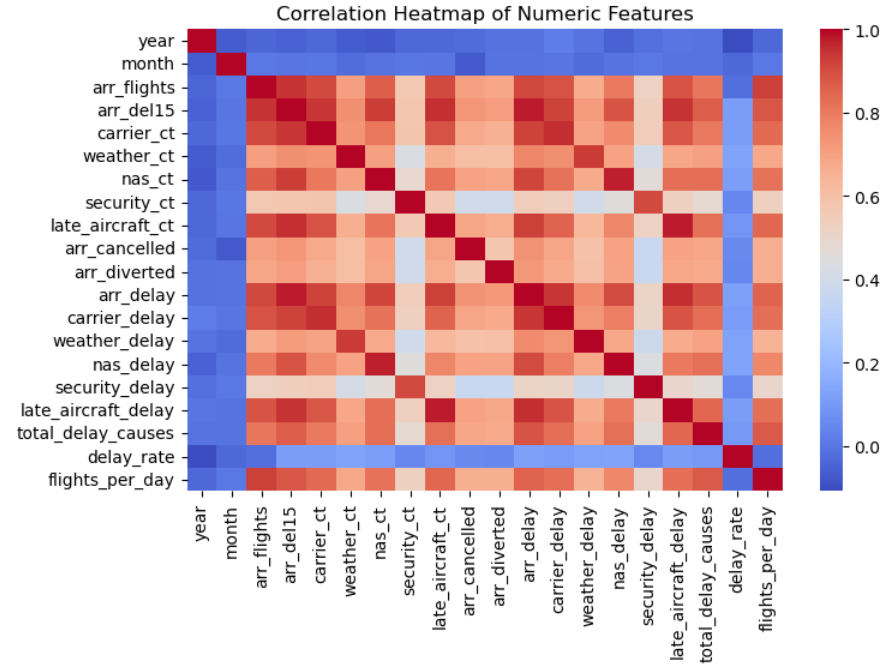 Correlation Heatmap of Numeric Features
year
month
arr_flights
arr_del15
carrier_ct
weather_ct
nas_ct
security_ct
late_aircraft_ct
arr_cancelled
arr_diverted
arr_delay
carrier_delay
weather_delay
nas_delay
security_delay
late_aircraft_delay
total_delay_causes
delay_rate
flights_per_day
year
month
arr_flights
arr_del15
carrier_ct
weather_ct
nas_ct
security_ct
late_aircraft_ct
arr_cancelled
arr_diverted
arr_delay
carrier_delay
weather_delay
nas_delay
security_delay
late_aircraft_delay
total_delay_causes
delay_rate
flights_per_day
1.0
0.8
0.6
0.4
0.2
0.0